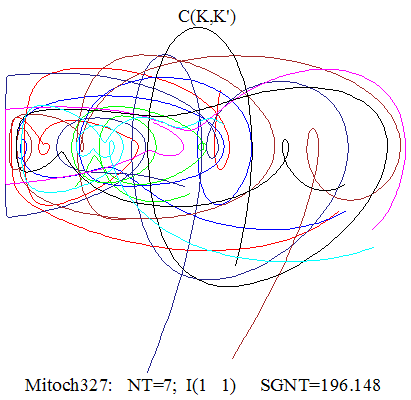 C(K,K')
Mitoch327: NT=7; I(1 1) SGNT=196.148